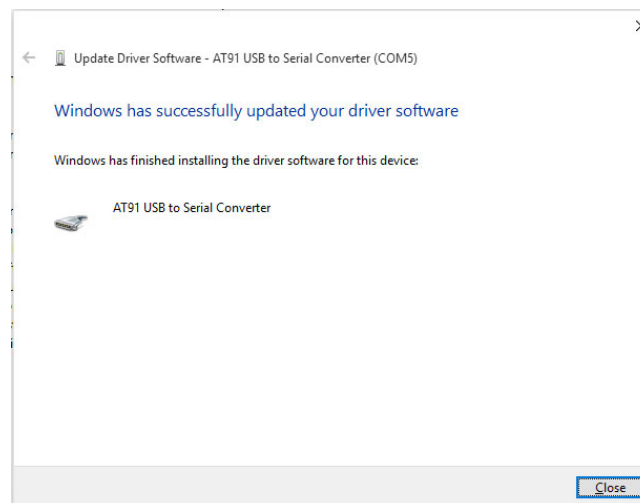 Update Driver Software - AT91 USB to Serial Converter (COM5)
Windows has successfully updated your driver software
Windows has finished installing the driver software for this device:
AT91 USB to Serial Converter
Close